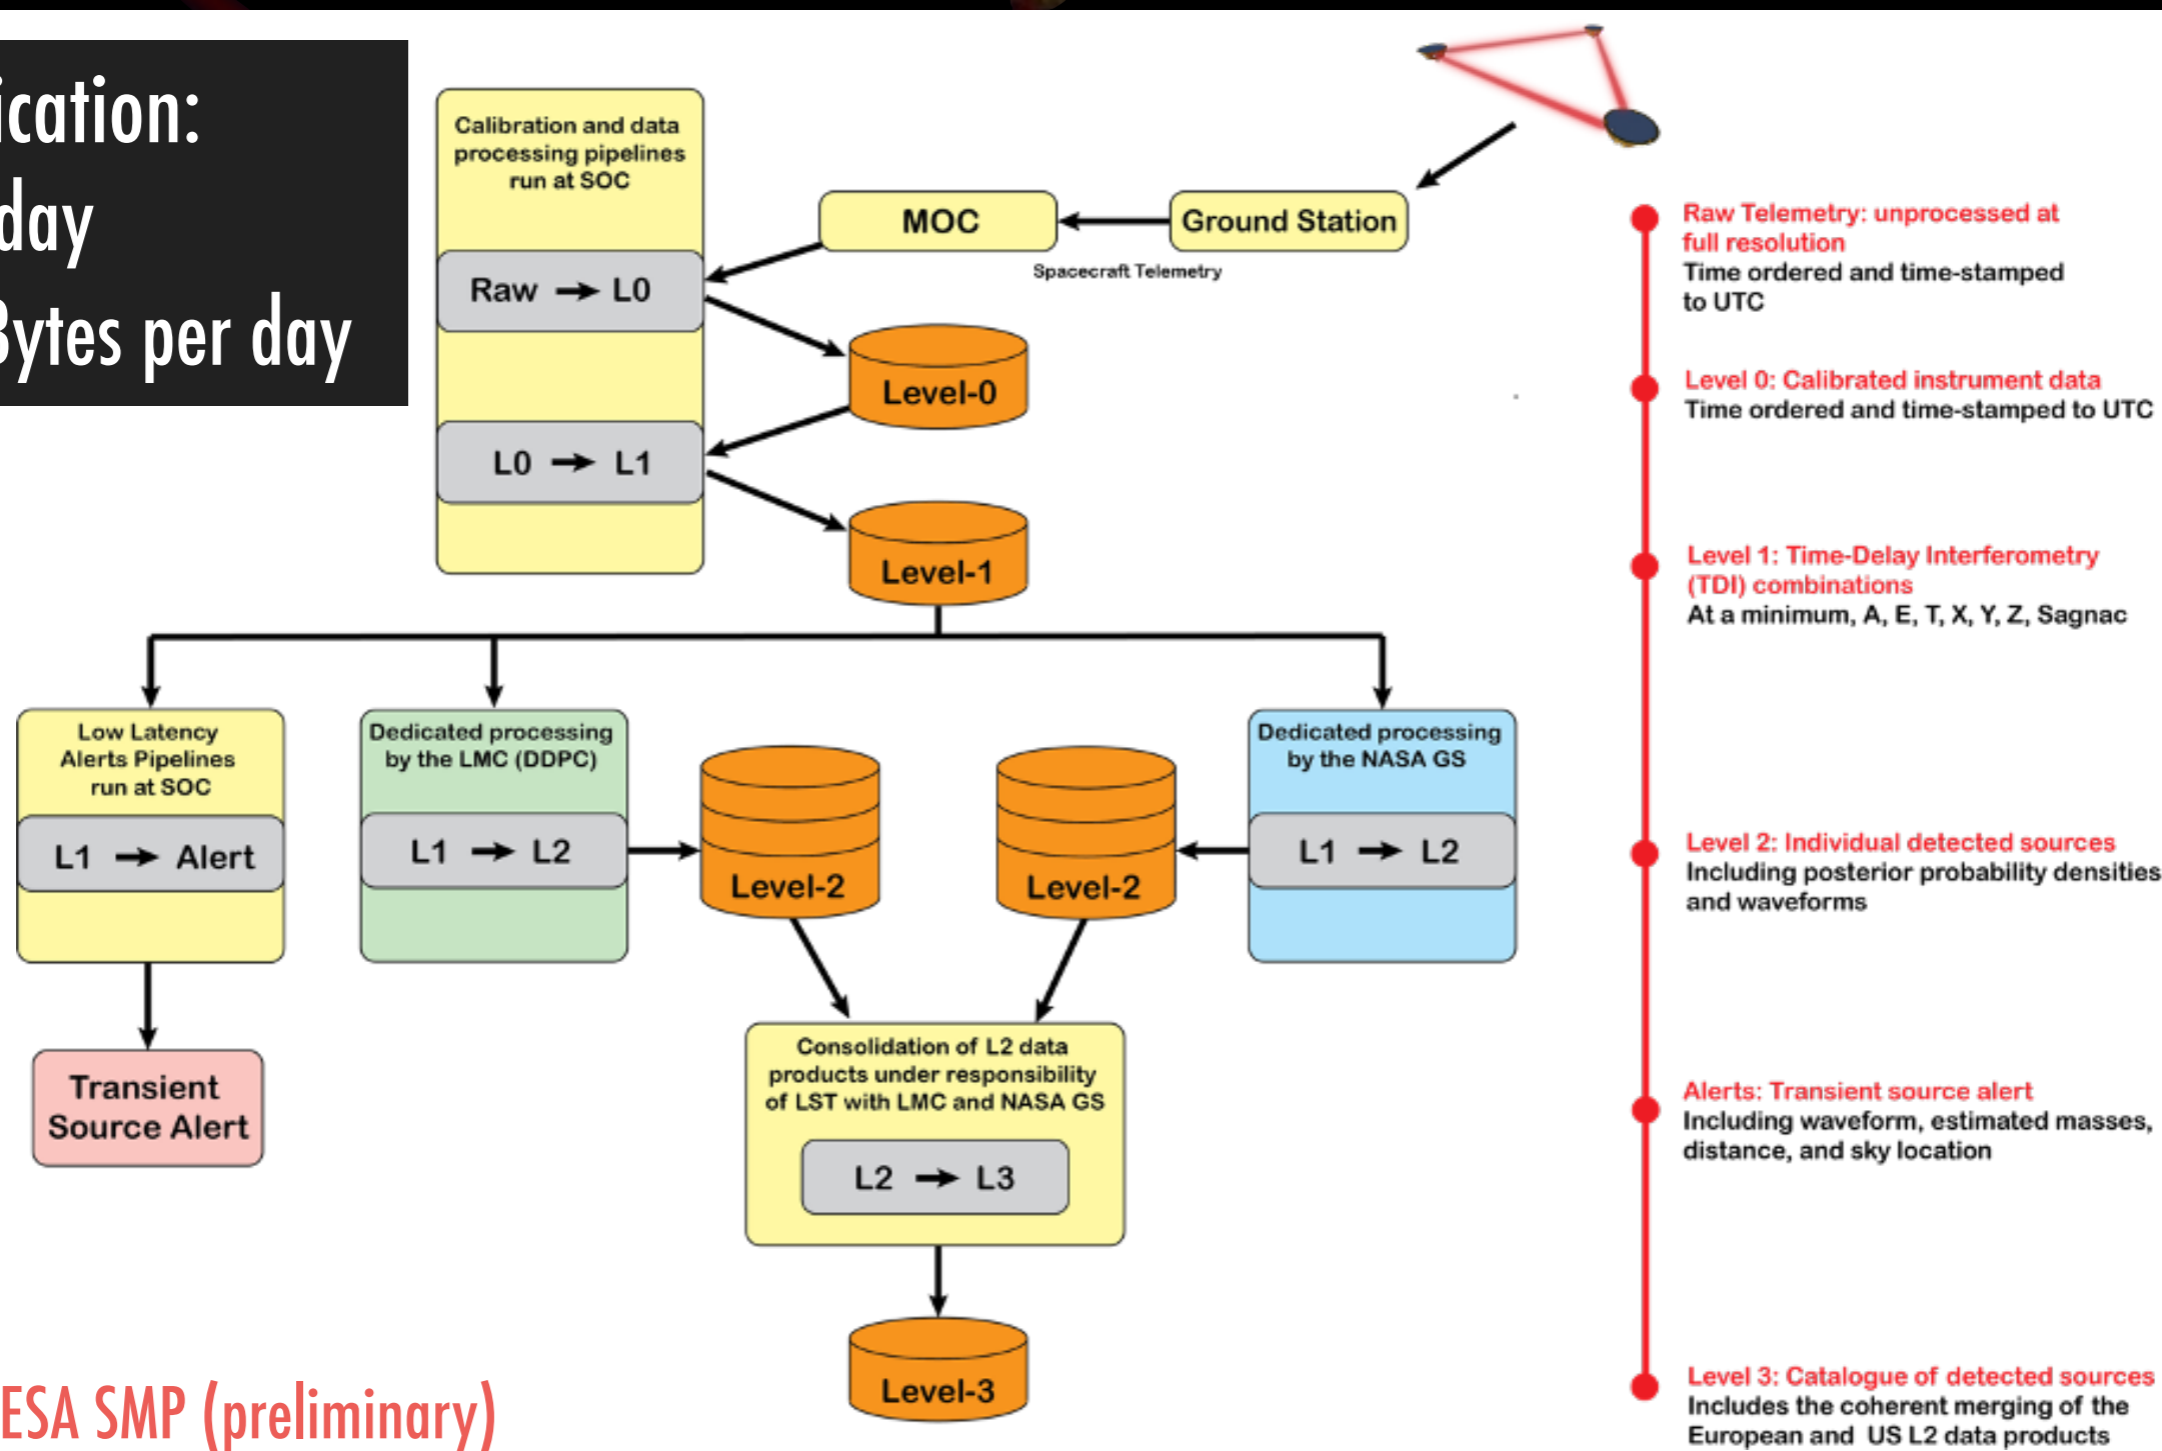 ication:
day
Bytes per day
Calibration and data
processing pipelines
run at SOC
Raw → L0
L0 → L1
MOC
Ground Station
Spacecraft Telemetry
Level-0
Level-1
Low Latency
Alerts Pipelines
run at SOC
L1 → Alert
Transient
Source Alert
Dedicated processing
by the LMC (DDPC)
L1 → L2
Level-2
Level-2
Dedicated processing
by the NASA GS
L1 → L2
Consolidation of L2 data
products under responsibility
of LST with LMC and NASA GS
L2 → L3
Level-3
ESA SMP (preliminary)
Raw Telemetry: unprocessed at
full resolution
Time ordered and time-stamped
to UTC
Level 0: Calibrated instrument data
Time ordered and time-stamped to UTC
Level 1: Time-Delay Interferometry
(TDI) combinations
At a minimum, A, E, T, X, Y, Z, Sagnac
Level 2: Individual detected sources
Including posterior probability densities
and waveforms
Alerts: Transient source alert
Including waveform, estimated masses,
distance, and sky location
Level 3: Catalogue of detected sources
Includes the coherent merging of the
European and US L2 data products